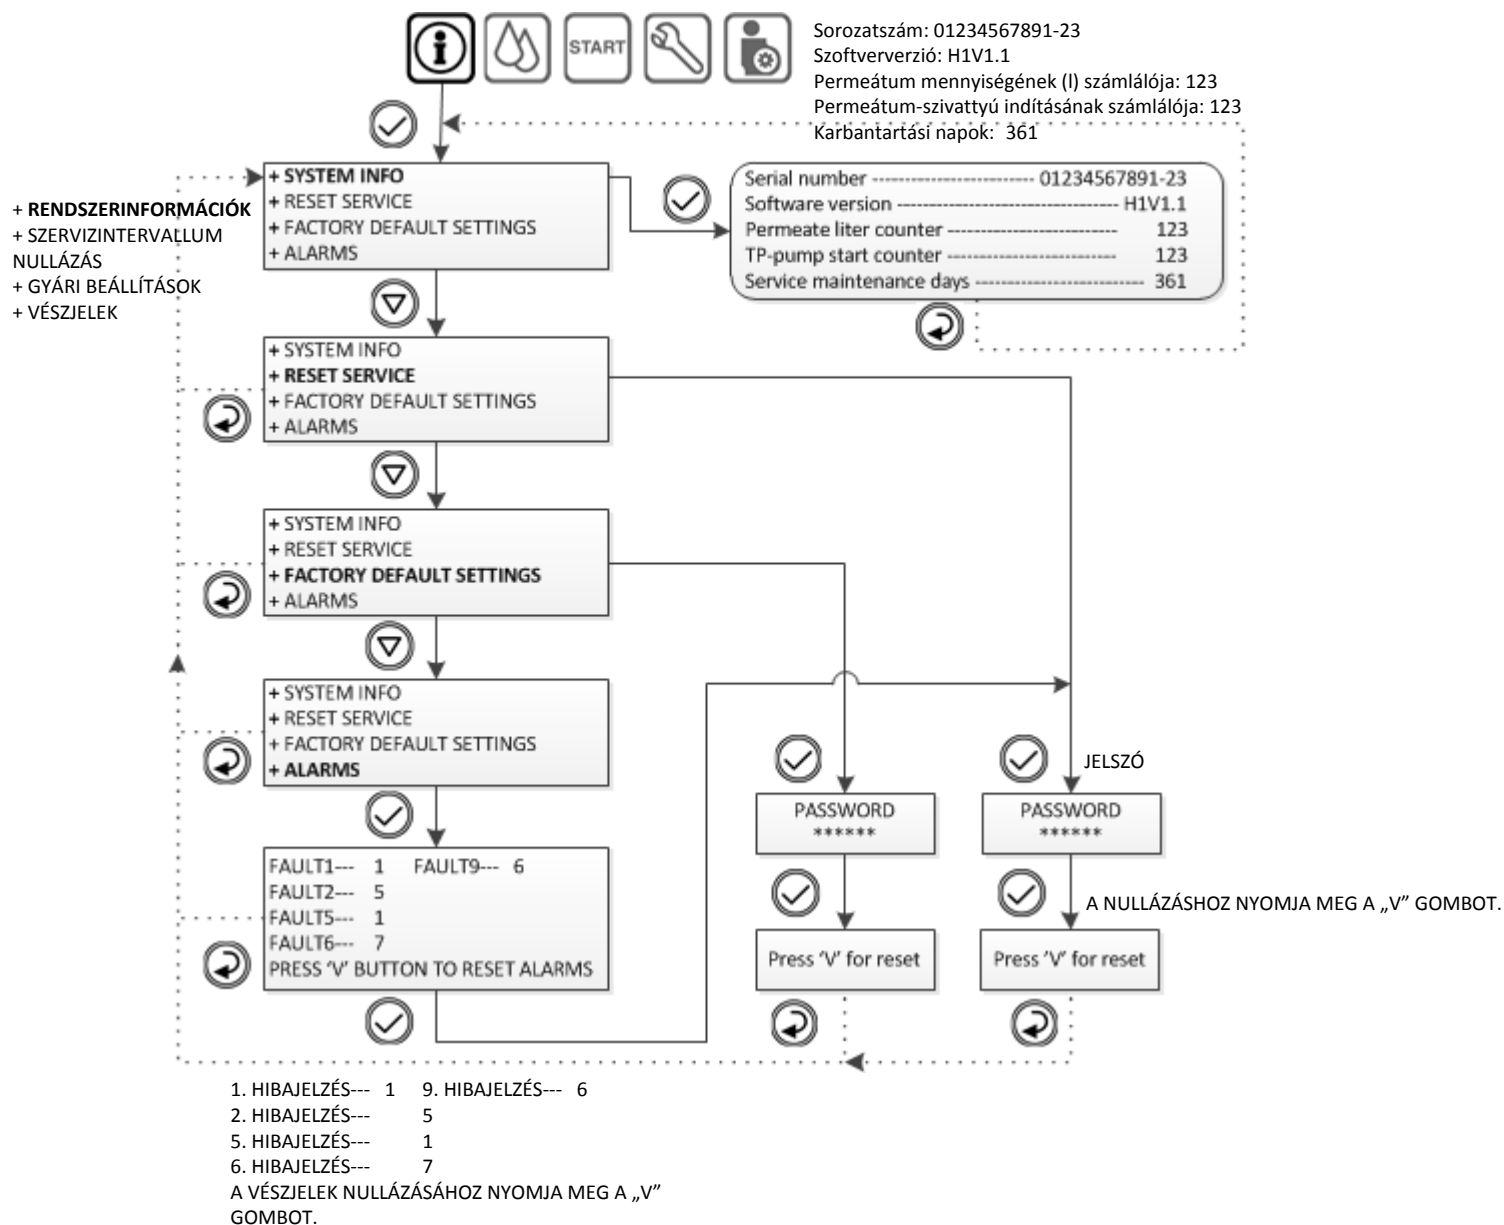 START
Sorozatszám: 01234567891-23
Szoftververzió: H1V1.1
Permeátum mennyiségének (l) számlálója: 123
Permeátum-szivattyú indításának számlálója: 123
Karbantartási napok: 361
+ RENDSZERINFORMÁCIÓK
+ SZERVIZINTERVALLUM
NULLÁZÁS
+ GYÁRI BEÁLLÍTÁSOK
+ VÉSZJELEK
+ SYSTEM INFO
+ RESET SERVICE
+ FACTORY DEFAULT SETTINGS
+ ALARMS
Serial number ---------------------------- 01234567891-23
Software version -------------------------------------- H1V1.1
Permeate liter counter ----------------------------- 123
TP-pump start counter ----------------------------- 123
Service maintenance days ----------------------------- 361
+ SYSTEM INFO
+ RESET SERVICE
+ FACTORY DEFAULT SETTINGS
+ ALARMS
+ SYSTEM INFO
+ RESET SERVICE
+ FACTORY DEFAULT SETTINGS
+ ALARMS
+ SYSTEM INFO
+ RESET SERVICE
+ FACTORY DEFAULT SETTINGS
+ ALARMS
JELSZÓ
PASSWORD
******
PASSWORD
******
FAULT1--- 1 FAULT9--- 6
FAULT2--- 5
FAULT5--- 1
FAULT6--- 7
PRESS 'V' BUTTON TO RESET ALARMS
A NULLÁZÁSHOZ NYOMJA MEG A „V” GOMBOT.
Press 'V' for reset
Press 'V' for reset
1. HIBAJELZÉS--- 1 9. HIBAJELZÉS--- 6
2. HIBAJELZÉS--- 5
5. HIBAJELZÉS--- 1
6. HIBAJELZÉS--- 7
A VÉSZJELEK NULLÁZÁSÁHOZ NYOMJA MEG A „V”
GOMBOT.